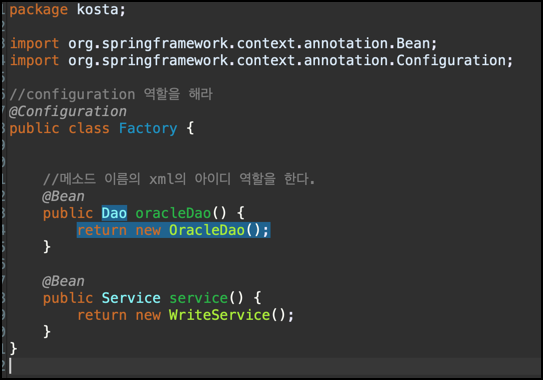 package kosta;
import org.springframework.context.annotation.Bean;
import org.springframework.context.annotation.Configuration;
//configuration 역할을 해라
@Configuration
public class Factory {
//메소드 이름의 xml의 아이디 역할을 한다.
@Bean
public Dao oracleDao() {
return new OracleDao();
}
@Bean
public Service service() {
return new WriteService();
}
}